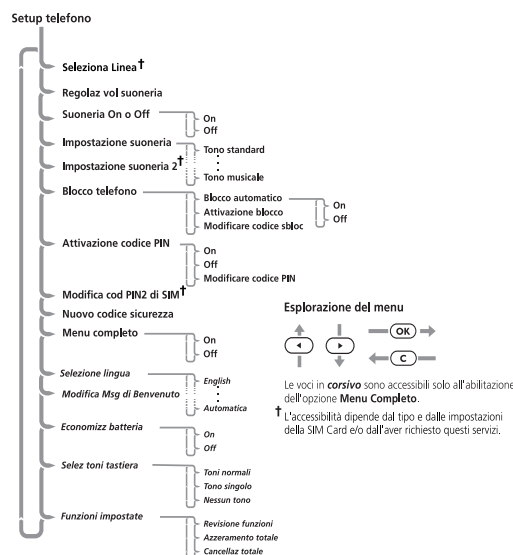 Setup telefono
Seleziona Linea†
Regolaz vol suoneria
Suoneria On o Off
On
Off
Impostazione suoneria
Tono standard
Impostazione suoneria 2†
Tono musicale
Blocco telefono
Blocco automatico
On
Off
Attivazione blocco
Modificare codice sbloc
Attivazione codice PIN
On
Off
Modificare codice PIN
Modifica cod PIN2 di SIM†
Nuovo codice sicurezza
Menu completo
On
Off
Selezione lingua
English
Modifica Msg di Benvenuto
Automatica
Economizz batteria
On
Off
Selez toni tastiera
Toni normali
Tono singolo
Nessun tono
Funzioni impostate
Revisione funzioni
Azzeramento totale
Cancellaz totale
Esplorazione del menu
OK
C
Le voci in corsivo sono accessibili solo all'abilitazione
dell'opzione Menu Completo.
† L'accessibilità dipende dal tipo e dalle impostazioni
della SIM Card e/o dall'aver richiesto questi servizi.